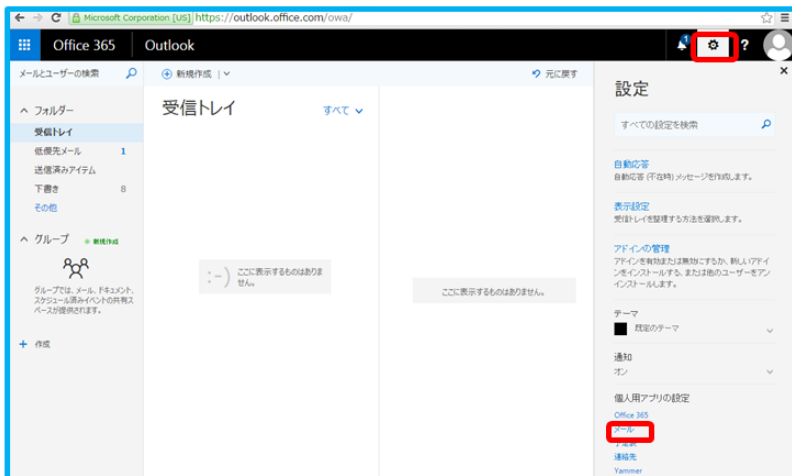 Microsoft Corporation [US] https://outlook.office.com/owa/
Office 365
Outlook
1
?
メールとユーザーの検索
新規作成
元に戻す
フォルダー
受信トレイ
低優先メール 1
送信済みアイテム
下書き 8
その他
グループ
新規作成
グループでは、メール、ドキュメント、
スケジュール済みイベントの共有ス
ペースが提供されます。
+ 作成
受信トレイ
すべて
:-)
ここに表示するものはありま
せん。
ここに表示するものはありません。
×
設定
すべての設定を検索
自動応答
自動応答 (不在時) メッセージを作成します。
表示設定
受信トレイを整理する方法を選択します。
アドインの管理
アドインを有効または無効にするか、新しいアドイ
ンをインストールする、または他のユーザーをアン
インストールします。
テーマ
既定のテーマ
通知
オン
個人用アプリの設定
Office 365
メール
連絡先
Yammer